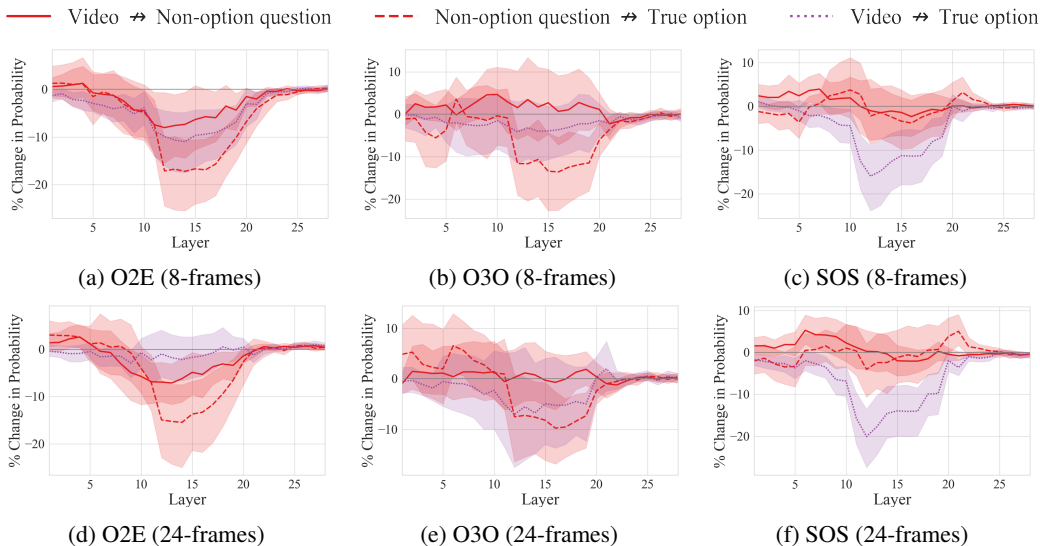 Video ↛ Non-option question Non-option question ↛ True option Video ↛ True option
% Change in Probability
0
−10
−20
5 10 15 20 25
Layer
(a) O2E (8-frames)
% Change in Probability
10
0
−10
−20
5 10 15 20 25
Layer
(b) O3O (8-frames)
% Change in Probability
10
0
−10
−20
5 10 15 20 25
Layer
(c) SOS (8-frames)
% Change in Probability
0
−10
−20
5 10 15 20 25
Layer
(d) O2E (24-frames)
% Change in Probability
10
0
−10
5 10 15 20 25
Layer
(e) O3O (24-frames)
% Change in Probability
10
0
−10
−20
5 10 15 20 25
Layer
(f) SOS (24-frames)